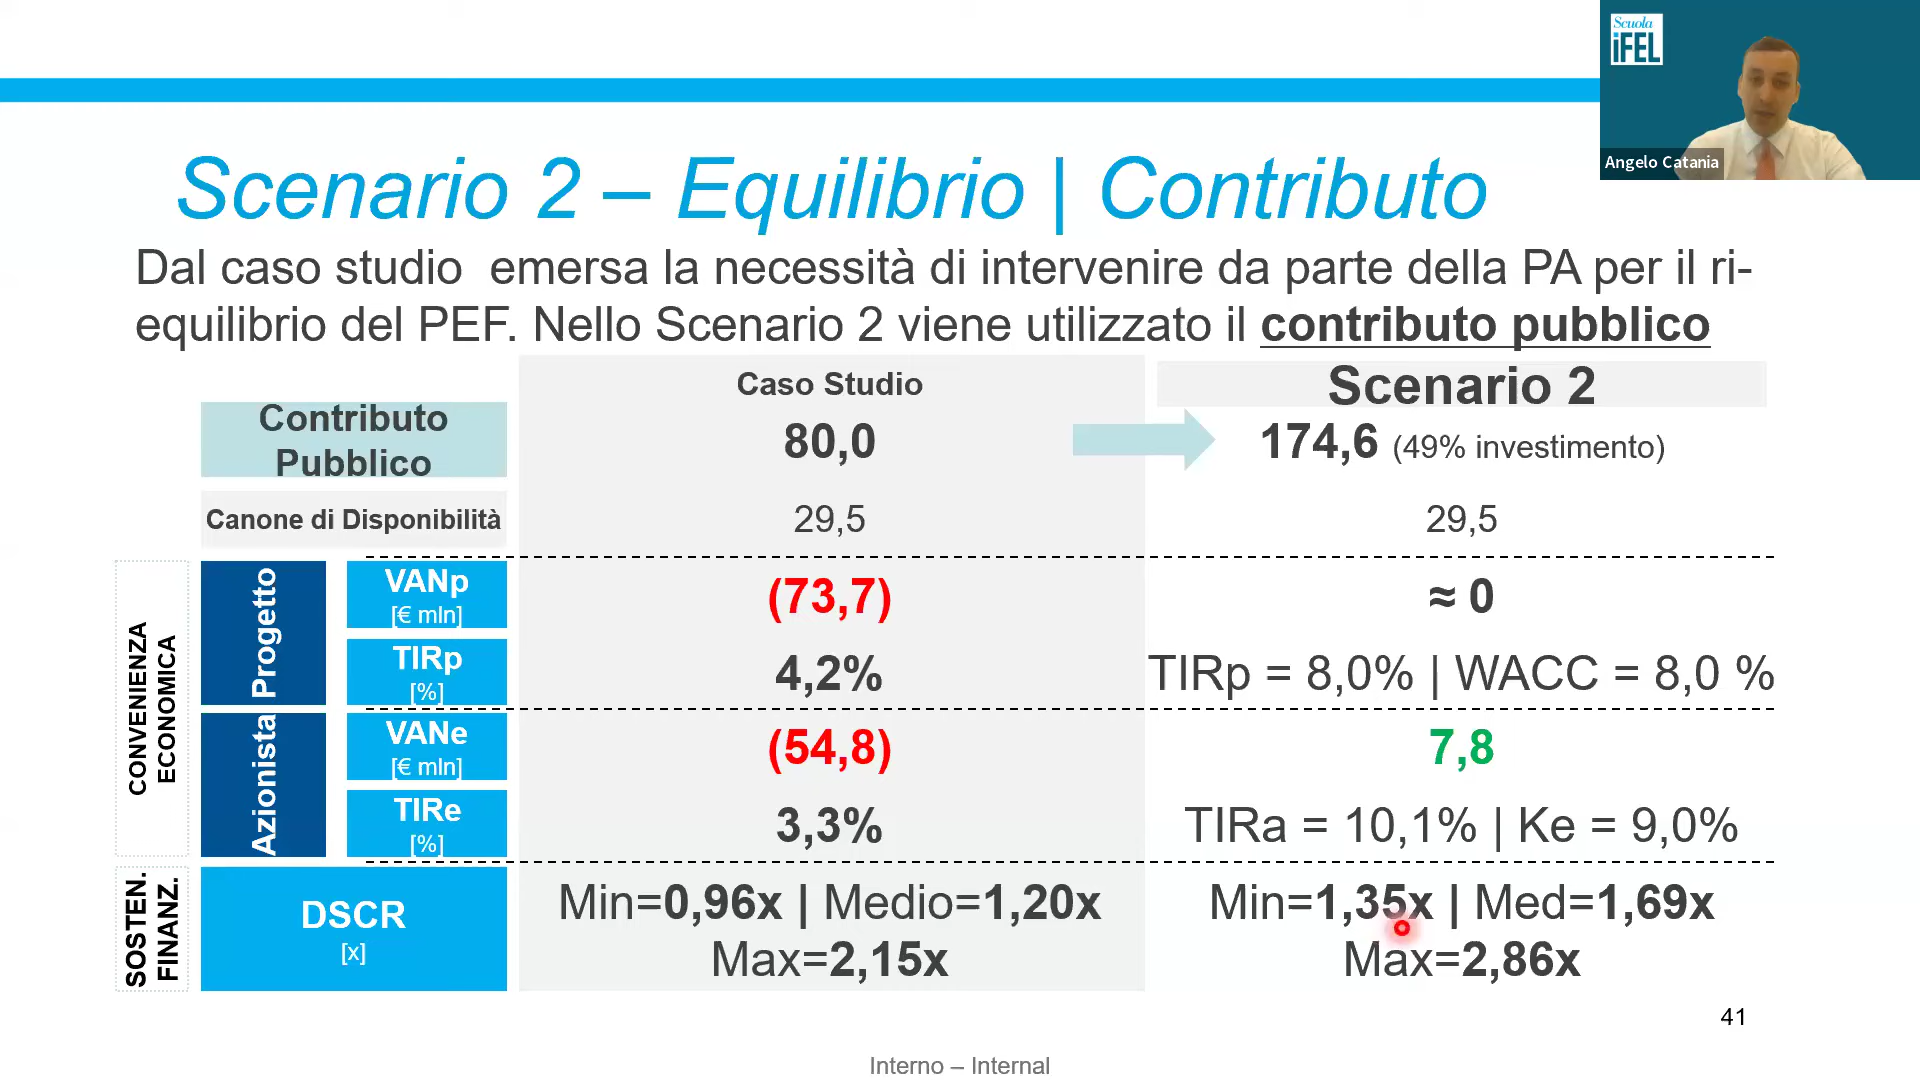 Scuola
iFEL
Angelo Catania
Scenario 2 – Equilibrio | Contributo
Dal caso studio emersa la necessità di intervenire da parte della PA per il ri-
equilibrio del PEF. Nello Scenario 2 viene utilizzato il contributo pubblico
Caso Studio
Scenario 2
Contributo
Pubblico
80,0
174,6 (49% investimento)
Canone di Disponibilità
29,5
29,5
CONVENIENZA
ECONOMICA
Progetto
VANp
[€ mln]
(73,7)
≈ 0
TIRp
[%]
4,2%
TIRp = 8,0% | WACC = 8,0 %
Azionista
VANe
[€ mln]
(54,8)
7,8
TIRe
[%]
3,3%
TIRa = 10,1% | Ke = 9,0%
SOSTEN.
FINANZ.
DSCR
[x]
Min=0,96x | Medio=1,20x
Max=2,15x
Min=1,35x | Med=1,69x
Max=2,86x
41
Interno – Internal